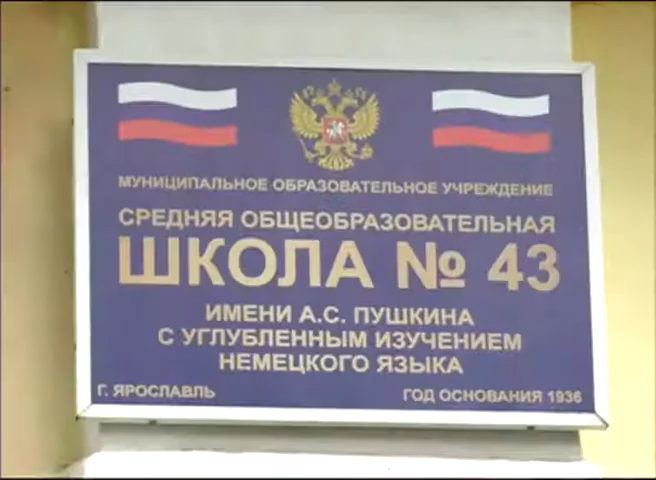 МУНИЦИПАЛЬНОЕ ОБРАЗОВАТЕЛЬНОЕ УЧРЕЖДЕНИЕ
СРЕДНЯЯ ОБЩЕОБРАЗОВАТЕЛЬНАЯ
ШКОЛА № 43
ИМЕНИ А.С. ПУШКИНА
С УГЛУБЛЕННЫМ ИЗУЧЕНИЕМ
НЕМЕЦКОГО ЯЗЫКА
Г. ЯРОСЛАВЛЬ
ГОД ОСНОВАНИЯ 1936